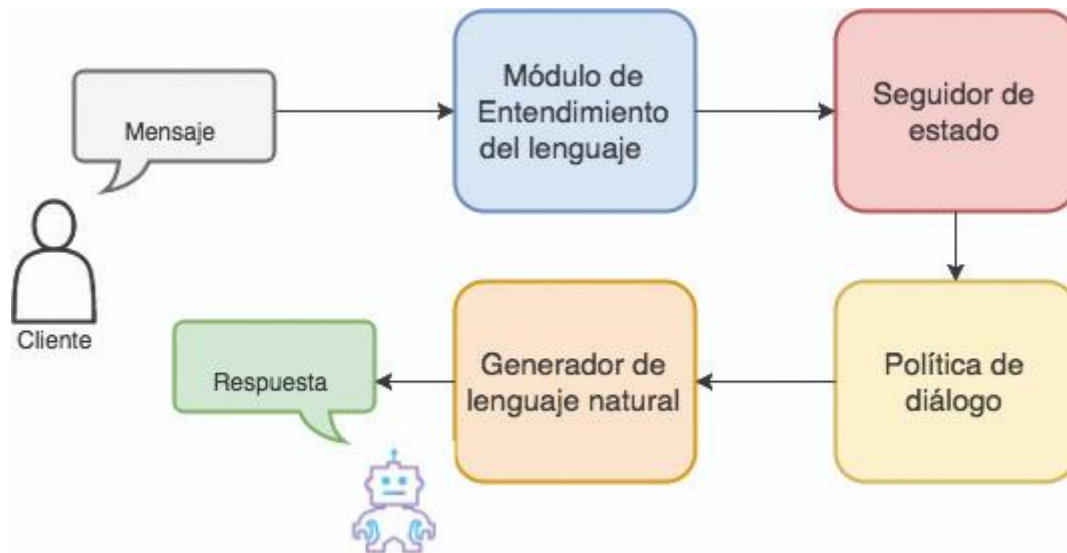 Mensaje
Módulo de
Entendimiento
del lenguaje
Seguidor de
estado
Cliente
Respuesta
Generador de
lenguaje natural
Política de
diálogo